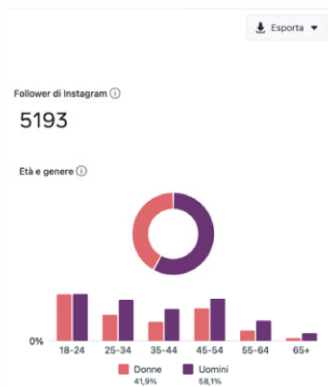 Esporta
Follower di Instagram
5193
Età e genere
0%
18-24 25-34 35-44 45-54 55-64 65+
Donne Uomini
41,9% 58,1%